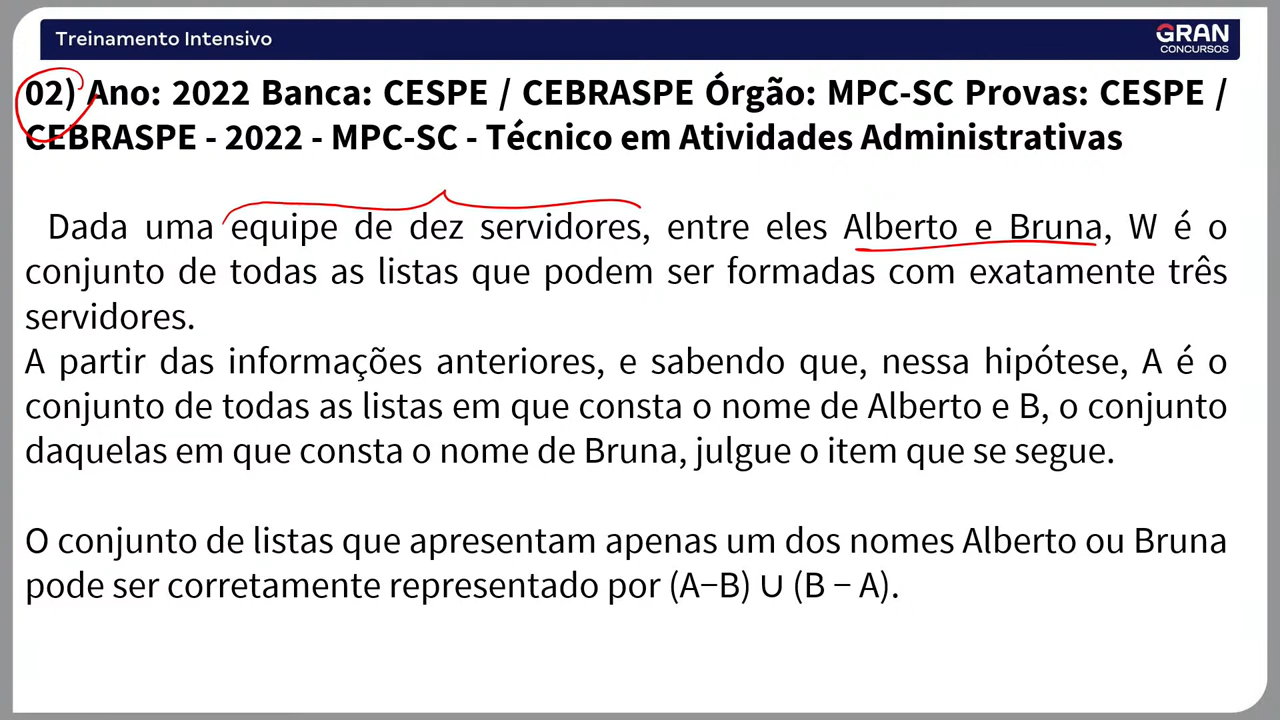 Treinamento Intensivo
GRAN
CONCURSOS
02) Ano: 2022 Banca: CESPE / CEBRASPE Órgão: MPC-SC Provas: CESPE /
CEBRASPE - 2022 - MPC-SC - Técnico em Atividades Administrativas
Dada uma equipe de dez servidores, entre eles Alberto e Bruna, W é o
conjunto de todas as listas que podem ser formadas com exatamente três
servidores.
A partir das informações anteriores, e sabendo que, nessa hipótese, A é o
conjunto de todas as listas em que consta o nome de Alberto e B, o conjunto
daquelas em que consta o nome de Bruna, julgue o item que se segue.
O conjunto de listas que apresentam apenas um dos nomes Alberto ou Bruna
pode ser corretamente representado por (A−B) ∪ (B − A).